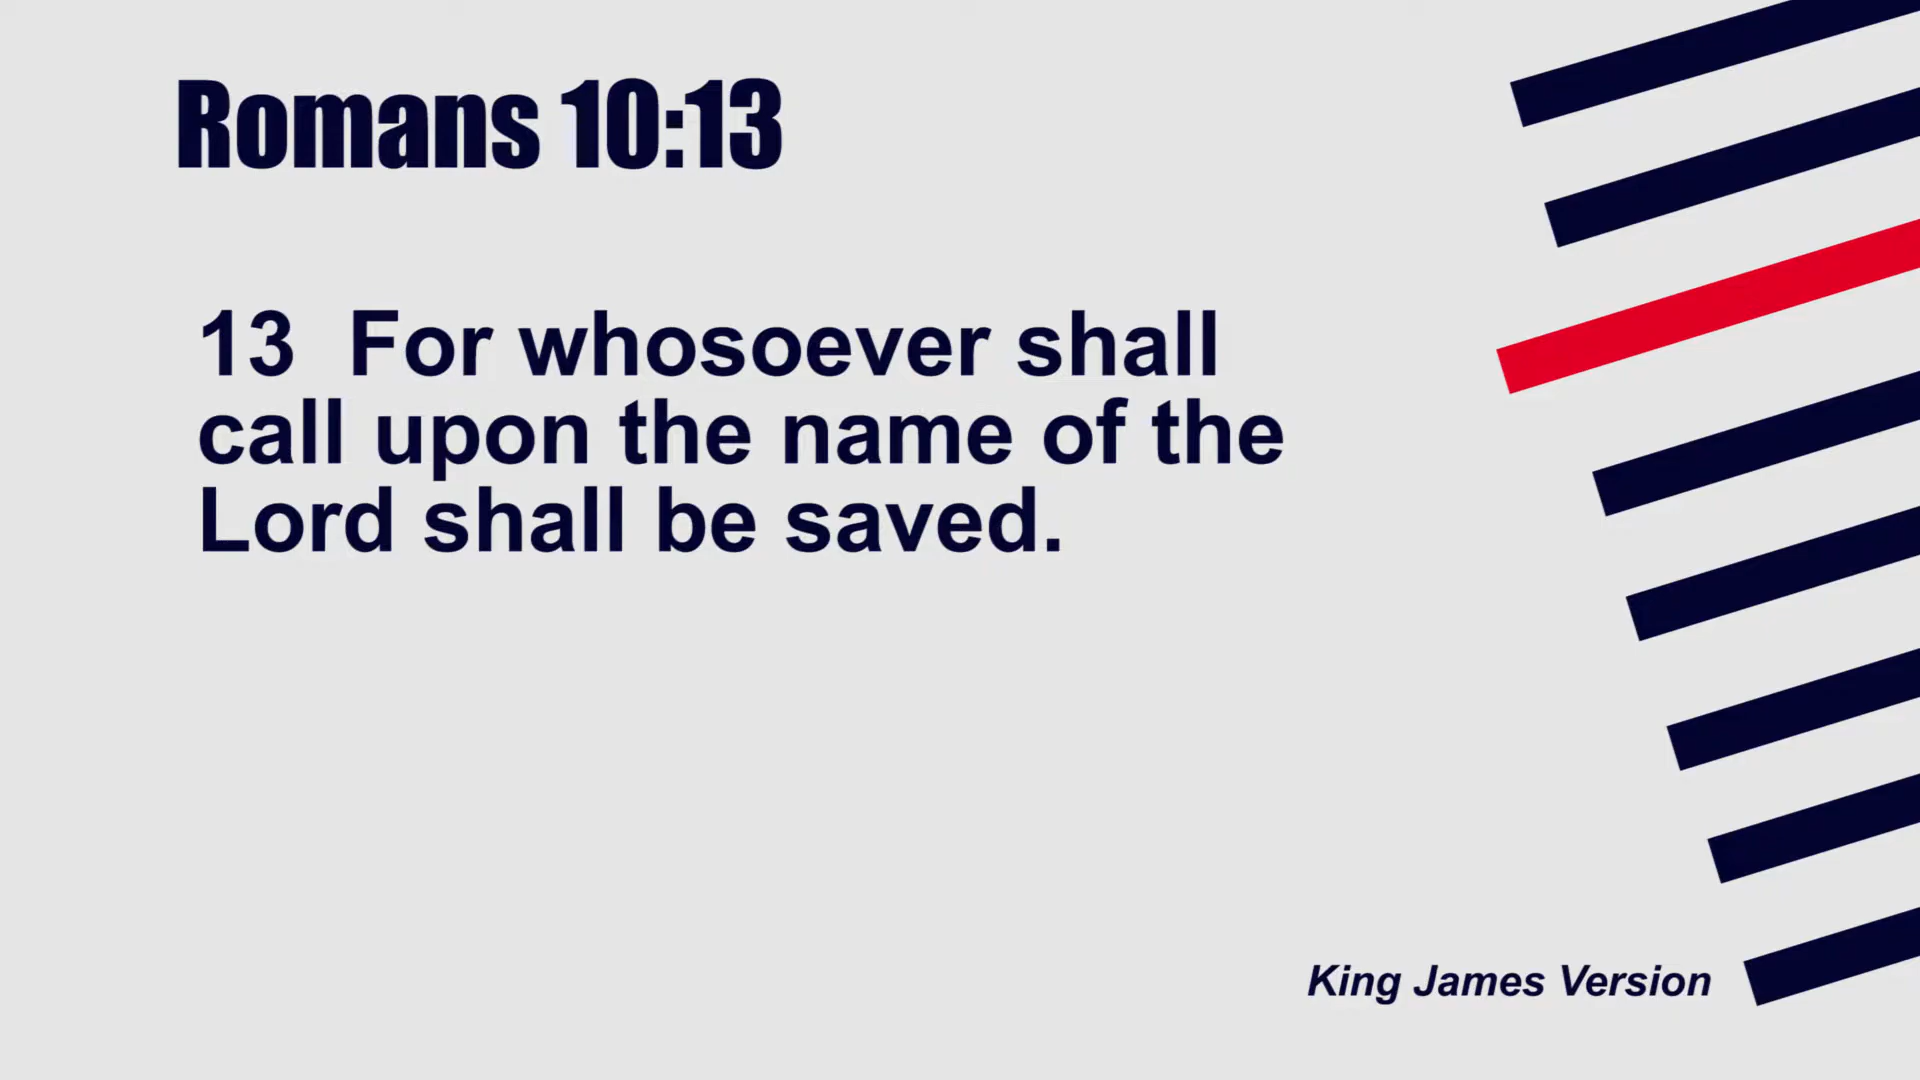 Romans 10:13
13 For whosoever shall
call upon the name of the
Lord shall be saved.
King James Version